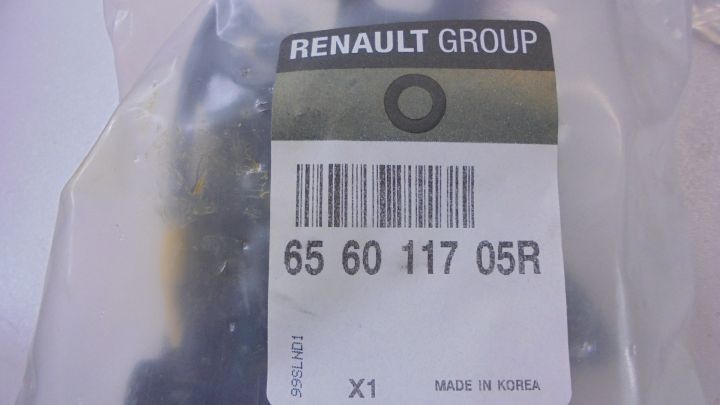 RENAULT GROUP
65 60 117 05R
99SLND1
X1 MADE IN KOREA